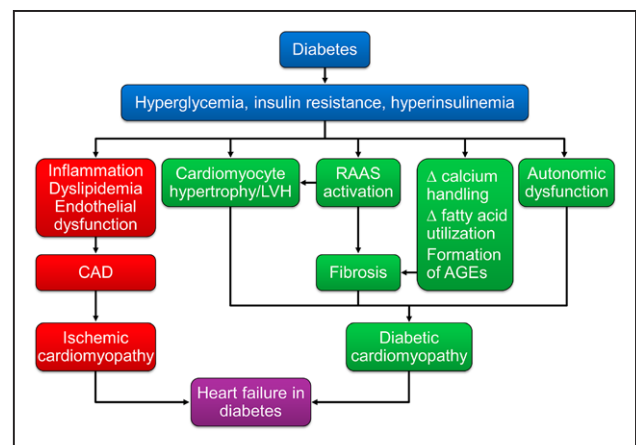 Diabetes
Hyperglycemia, insulin resistance, hyperinsulinemia
Inflammation
Dyslipidemia
Endothelial
dysfunction
Cardiomyocyte
hypertrophy/LVH
RAAS
activation
Δ calcium
handling
Δ fatty acid
utilization
Formation
of AGEs
Autonomic
dysfunction
CAD
Fibrosis
Ischemic
cardiomyopathy
Diabetic
cardiomyopathy
Heart failure in
diabetes